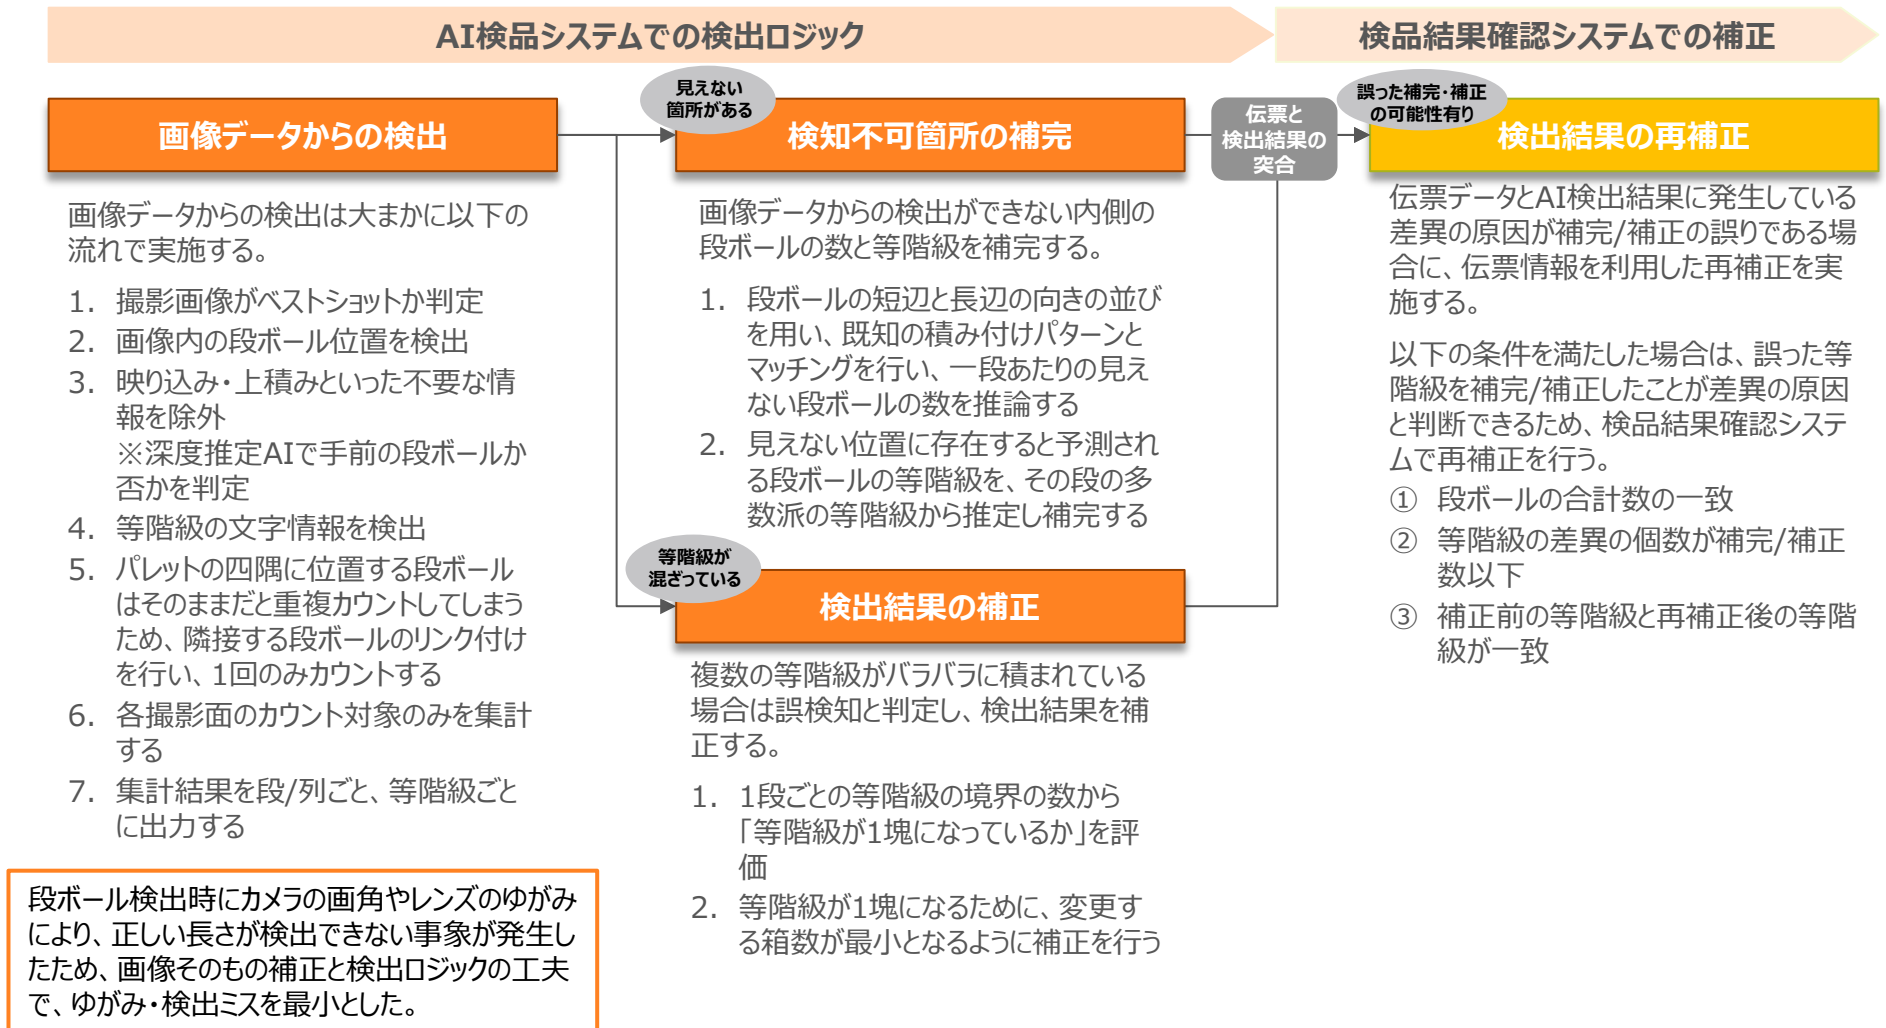 AI検品システムでの検出ロジック
検品結果確認システムでの補正
画像データからの検出
画像データからの検出は大まかに以下の
流れで実施する。
1. 撮影画像がベストショットか判定
2. 画像内の段ボール位置を検出
3. 映り込み・上積みといった不要な情
報を除外
※深度推定AIで手前の段ボールか
否かを判定
4. 等階級の文字情報を検出
5. パレットの四隅に位置する段ボール
はそのままだと重複カウントしてしまう
ため、隣接する段ボールのリンク付け
を行い、1回のみカウントする
6. 各撮影面のカウント対象のみを集計
する
7. 集計結果を段/列ごと、等階級ごと
に出力する
段ボール検出時にカメラの画角やレンズのゆがみ
により、正しい長さが検出できない事象が発生し
たため、画像そのもの補正と検出ロジックの工夫
で、ゆがみ・検出ミスを最小とした。
見えない
箇所がある
検知不可箇所の補完
画像データからの検出ができない内側の
段ボールの数と等階級を補完する。
1. 段ボールの短辺と長辺の向きの並び
を用い、既知の積み付けパターンと
マッチングを行い、一段あたりの見え
ない段ボールの数を推論する
2. 見えない位置に存在すると予測され
る段ボールの等階級を、その段の多
数派の等階級から推定し補完する
等階級が
混ざっている
検出結果の補正
複数の等階級がバラバラに積まれている
場合は誤検知と判定し、検出結果を補
正する。
1. 1段ごとの等階級の境界の数から
「等階級が1塊になっているか」を評
価
2. 等階級が1塊になるために、変更す
る箱数が最小となるように補正を行う
伝票と
検出結果の
突合
誤った補完・補正
の可能性有り
検出結果の再補正
伝票データとAI検出結果に発生している
差異の原因が補完/補正の誤りである場
合に、伝票情報を利用した再補正を実
施する。
以下の条件を満たした場合は、誤った等
階級を補完/補正したことが差異の原因
と判断できるため、検品結果確認システ
ムで再補正を行う。
① 段ボールの合計数の一致
② 等階級の差異の個数が補完/補正
数以下
③ 補正前の等階級と再補正後の等階
級が一致